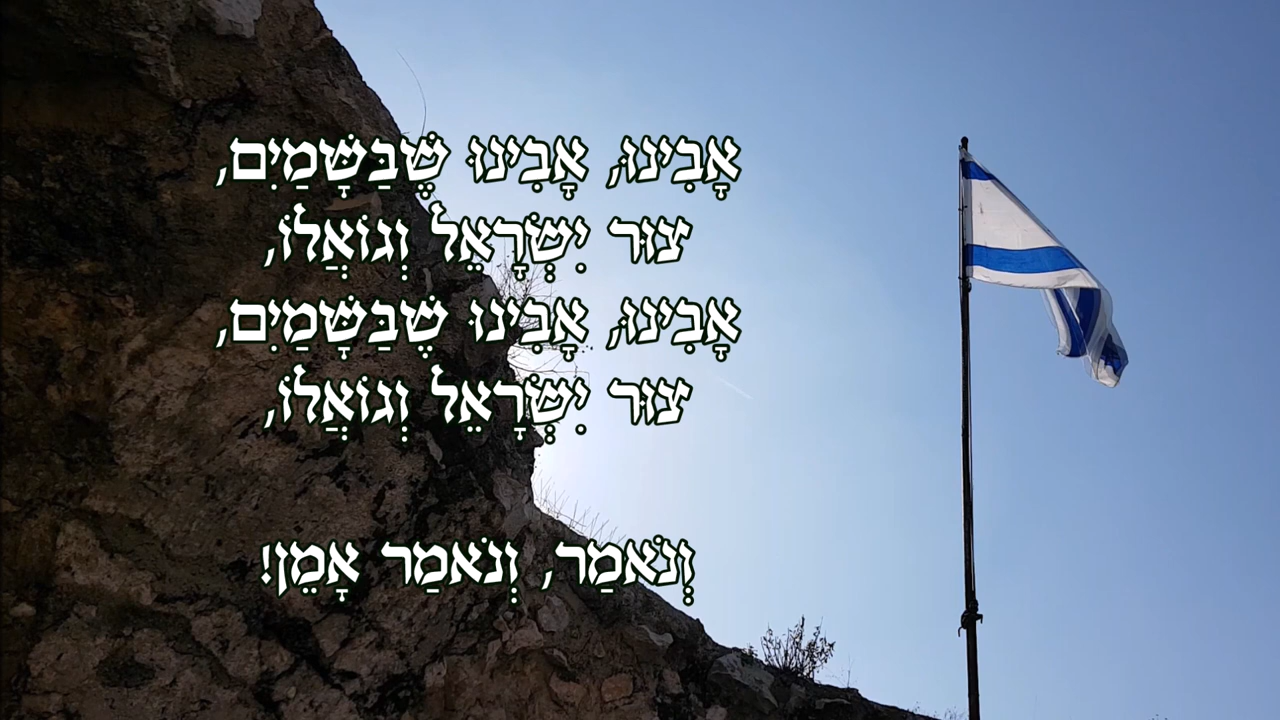 אָבִינוּ, אָבִינוּ שֶׁבַּשָּׁמַיִם,
צוּר יִשְׂרָאֵל וְגוֹאֲלוֹ,
אָבִינוּ, אָבִינוּ שֶׁבַּשָּׁמַיִם,
צוּר יִשְׂרָאֵל וְגוֹאֲלוֹ,
וְנֹאמַר, וְנֹאמַר אָמֵן!